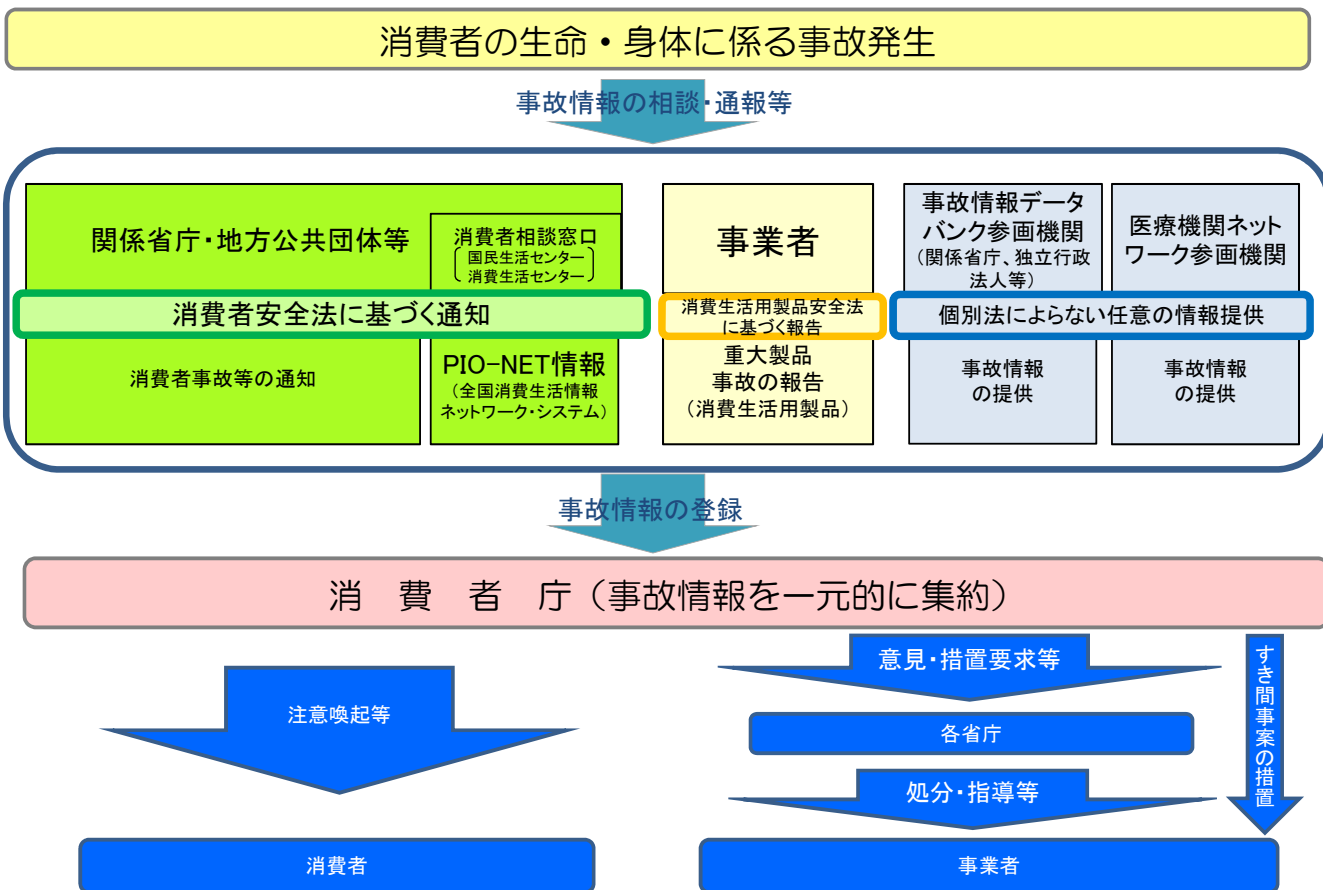 消費者の生命・身体に係る事故発生
事故情報の相談・通報等
関係省庁・地方公共団体等
消費者相談窓口
国民生活センター
消費生活センター
消費者安全法に基づく通知
消費者事故等の通知
PIO-NET情報
(全国消費生活情報
ネットワーク・システム)
事業者
消費生活用製品安全法
に基づく報告
重大製品
事故の報告
(消費生活用製品)
事故情報データ
バンク参画機関
(関係省庁、独立行政
法人等)
医療機関ネット
ワーク参画機関
個別法によらない任意の情報提供
事故情報
の提供
事故情報
の提供
事故情報の登録
消 費 者 庁（事故情報を一元的に集約）
注意喚起等
消費者
意見・措置要求等
各省庁
処分・指導等
すき間事案の措置
事業者